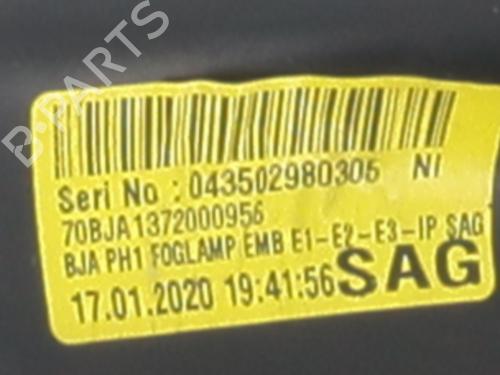 B-PARTS
Seri No : 043502980305 NI
70BJA1372000956
BJA PH1 FOGLAMP EMB E1-E2-E3-IP SAG
17.01.2020 19:41:56 SAG